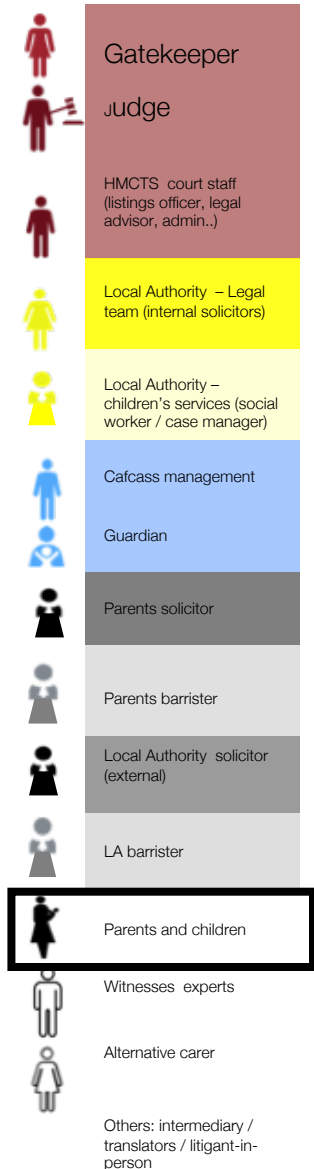 Gatekeeper
Judge
HMCTS court staff
(listings officer, legal
advisor, admin..)
Local Authority – Legal
team (internal solicitors)
Local Authority –
children's services (social
worker / case manager)
Cafcass management
Guardian
Parents solicitor
Parents barrister
Local Authority solicitor
(external)
LA barrister
Parents and children
Witnesses experts
Alternative carer
Others: intermediary /
translators / litigant-in-
person